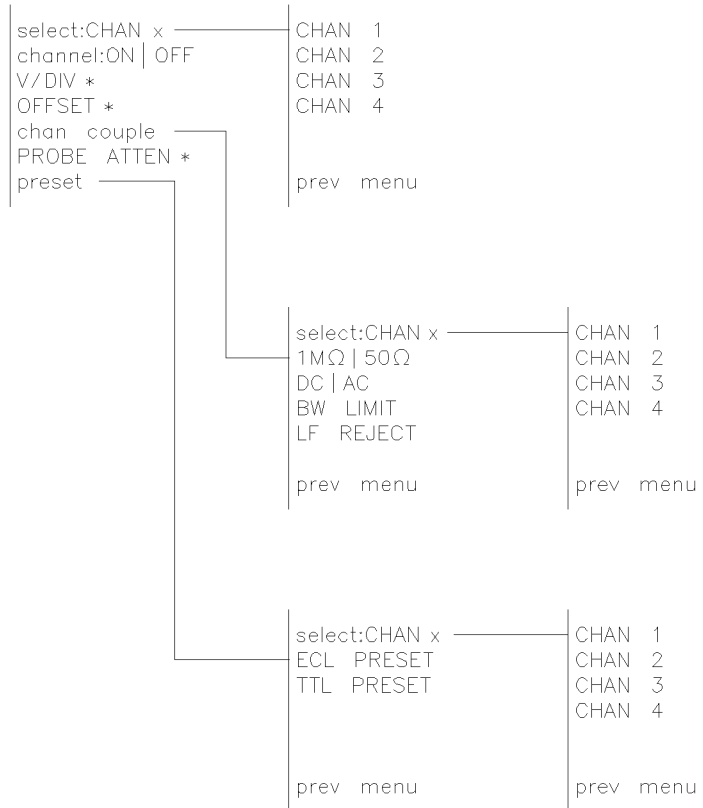 select:CHAN x
channel:ON | OFF
V/DIV *
OFFSET *
chan couple
PROBE ATTEN *
preset
CHAN 1
CHAN 2
CHAN 3
CHAN 4
prev menu
select:CHAN x
1MΩ | 50Ω
DC | AC
BW LIMIT
LF REJECT
prev menu
CHAN 1
CHAN 2
CHAN 3
CHAN 4
prev menu
select:CHAN x
ECL PRESET
TTL PRESET
prev menu
CHAN 1
CHAN 2
CHAN 3
CHAN 4
prev menu